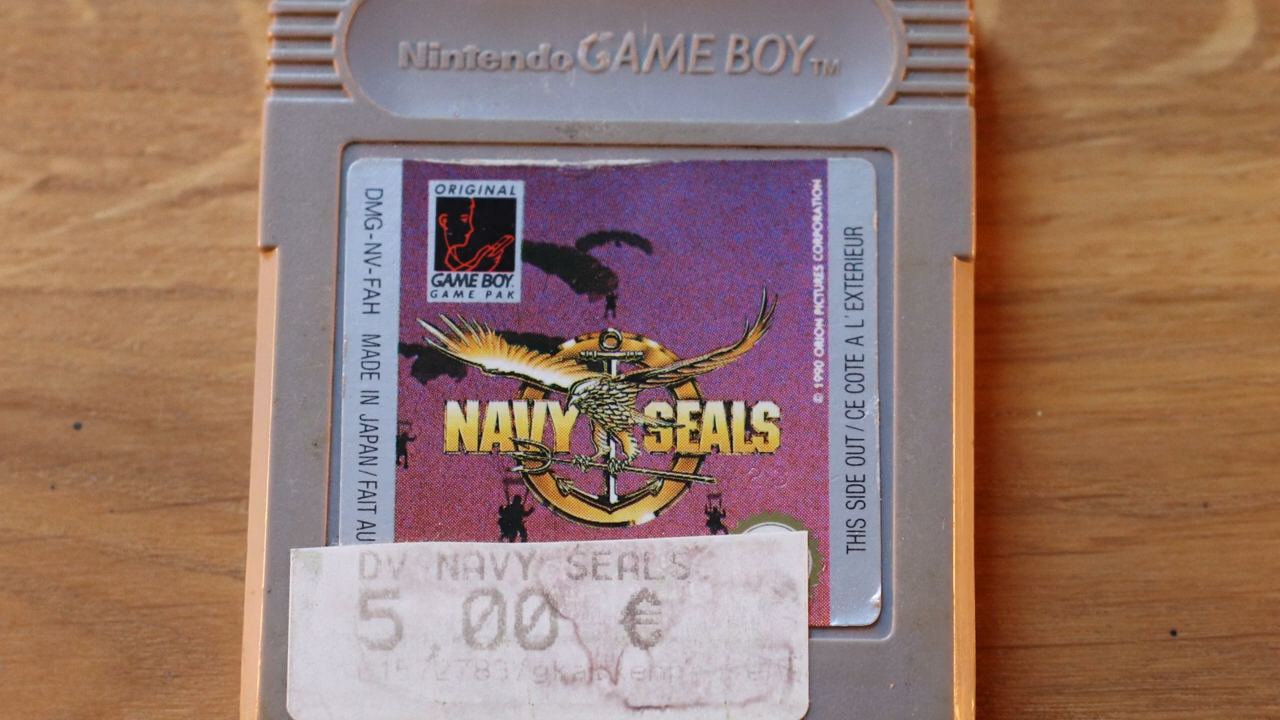 Nintendo GAME BOY TM
DMG-NV-FAH MADE IN JAPAN/FAIT AU
ORIGINAL
GAME BOY
GAME PAK
NAVY SEALS
© 1990 ORION PICTURES CORPORATION
THIS SIDE OUT / CE COTE A L'EXTERIEUR
DV NAVY SEALS
5,00 €